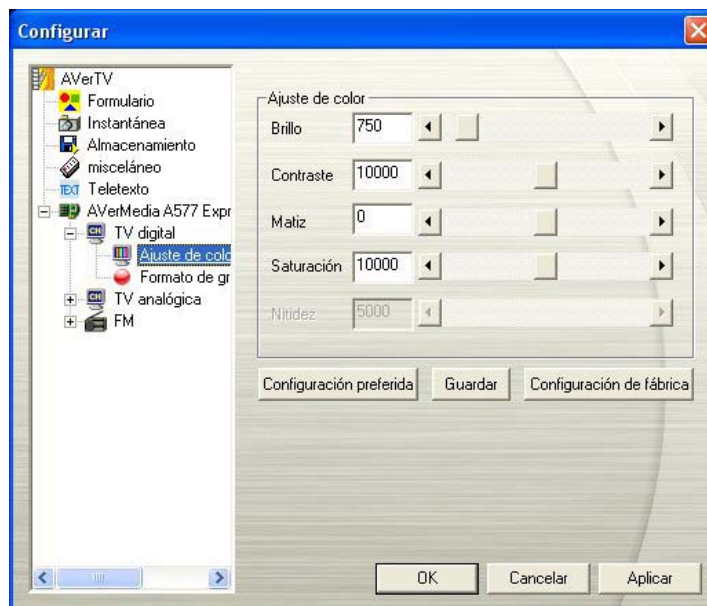 Configurar
AVerTV
Formulario
Instantánea
Almacenamiento
misceláneo
TEXT Teletexto
AVerMedia A577 Expr
CH TV digital
Ajuste de colo
Formato de gr
CH TV analógica
FM
Ajuste de color
Brillo 750
Contraste 10000
Matiz 0
Saturación 10000
Nitidez 5000
Configuración preferida Guardar Configuración de fábrica
OK Cancelar Aplicar